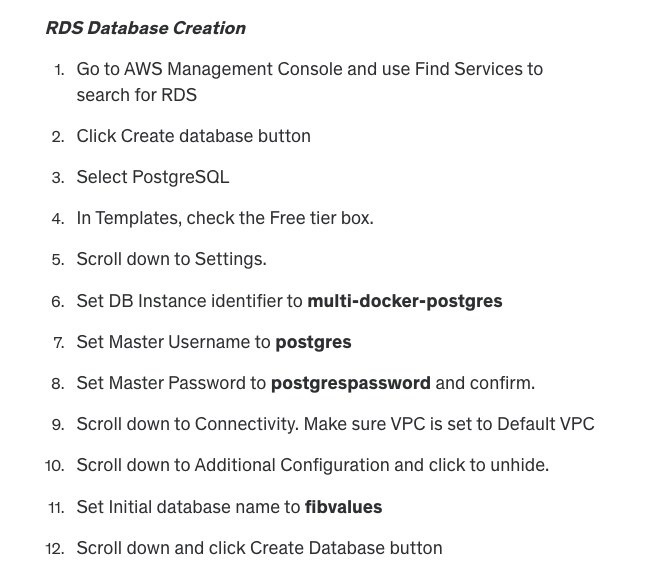 RDS Database Creation
1. Go to AWS Management Console and use Find Services to
search for RDS
2. Click Create database button
3. Select PostgreSQL
4. In Templates, check the Free tier box.
5. Scroll down to Settings.
6. Set DB Instance identifier to multi-docker-postgres
7. Set Master Username to postgres
8. Set Master Password to postgrespassword and confirm.
9. Scroll down to Connectivity. Make sure VPC is set to Default VPC
10. Scroll down to Additional Configuration and click to unhide.
11. Set Initial database name to fibvalues
12. Scroll down and click Create Database button